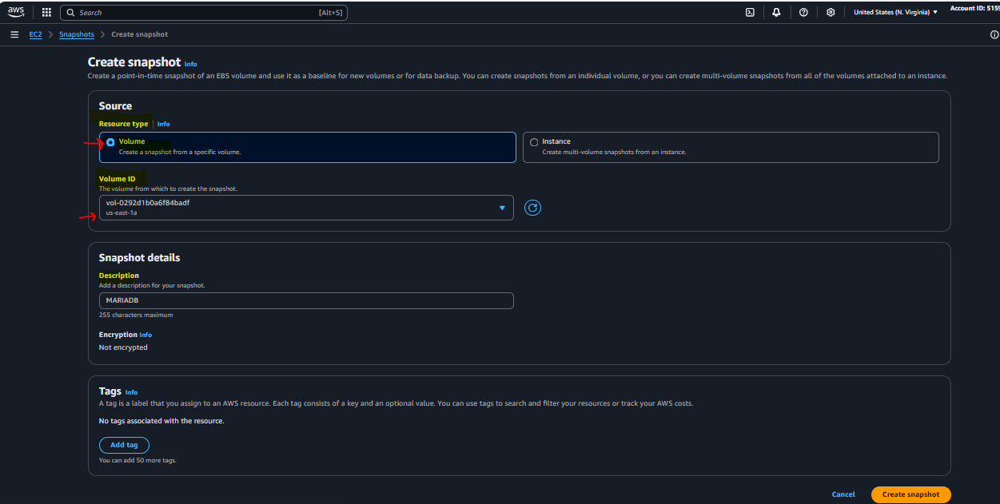 aws
Search [Alt+S]
United States (N. Virginia)
Account ID: 515
EC2 > Snapshots > Create snapshot
Create snapshot Info
Create a point-in-time snapshot of an EBS volume and use it as a baseline for new volumes or for data backup. You can create snapshots from an individual volume, or you can create multi-volume snapshots from all of the volumes attached to an instance.
Source
Resource type | Info
Volume
Create a snapshot from a specific volume.
Instance
Create multi-volume snapshots from an instance.
Volume ID
The volume from which to create the snapshot.
vol-0292d1b0a6f84badf
us-east-1a
Snapshot details
Description
Add a description for your snapshot.
MARIADB
255 characters maximum
Encryption Info
Not encrypted
Tags Info
A tag is a label that you assign to an AWS resource. Each tag consists of a key and an optional value. You can use tags to search and filter your resources or track your AWS costs.
No tags associated with the resource.
Add tag
You can add 50 more tags.
Cancel
Create snapshot